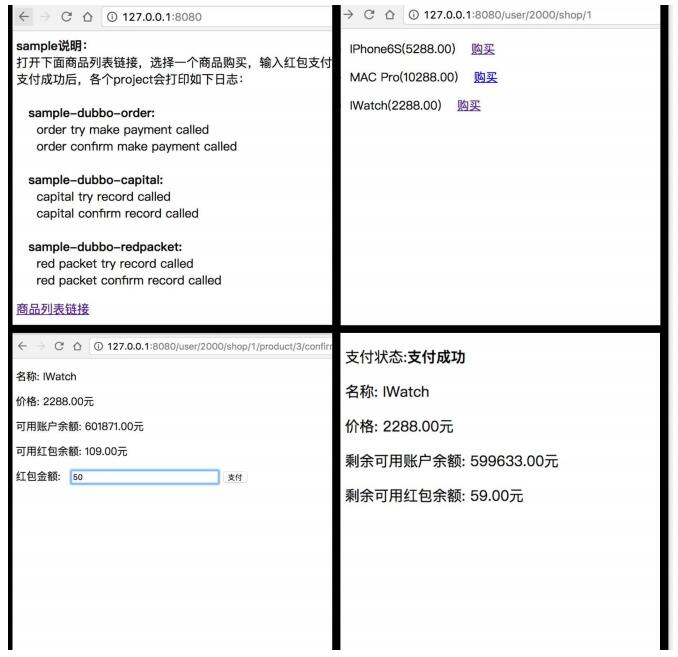 127.0.0.1:8080
sample说明：
打开下面商品列表链接，选择一个商品购买，输入红包支付
支付成功后，各个project会打印如下日志：
sample-dubbo-order:
order try make payment called
order confirm make payment called
sample-dubbo-capital:
capital try record called
capital confirm record called
sample-dubbo-redpacket:
red packet try record called
red packet confirm record called
商品列表链接
127.0.0.1:8080/user/2000/shop/1
IPhone6S(5288.00) 购买
MAC Pro(10288.00) 购买
IWatch(2288.00) 购买
127.0.0.1:8080/user/2000/shop/1/product/3/confirm
名称: IWatch
价格: 2288.00元
可用账户余额: 601871.00元
可用红包余额: 109.00元
红包金额: 50 支付
支付状态:支付成功
名称: IWatch
价格: 2288.00元
剩余可用账户余额: 599633.00元
剩余可用红包余额: 59.00元